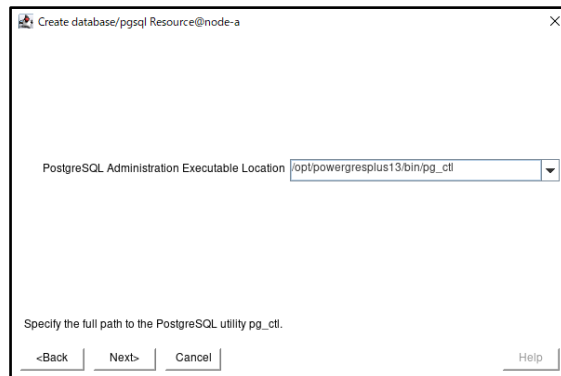 Create database/pgsql Resource@node-a
PostgreSQL Administration Executable Location /opt/powergresplus13/bin/pg_ctl
Specify the full path to the PostgreSQL utility pg_ctl.
<Back Next> Cancel Help